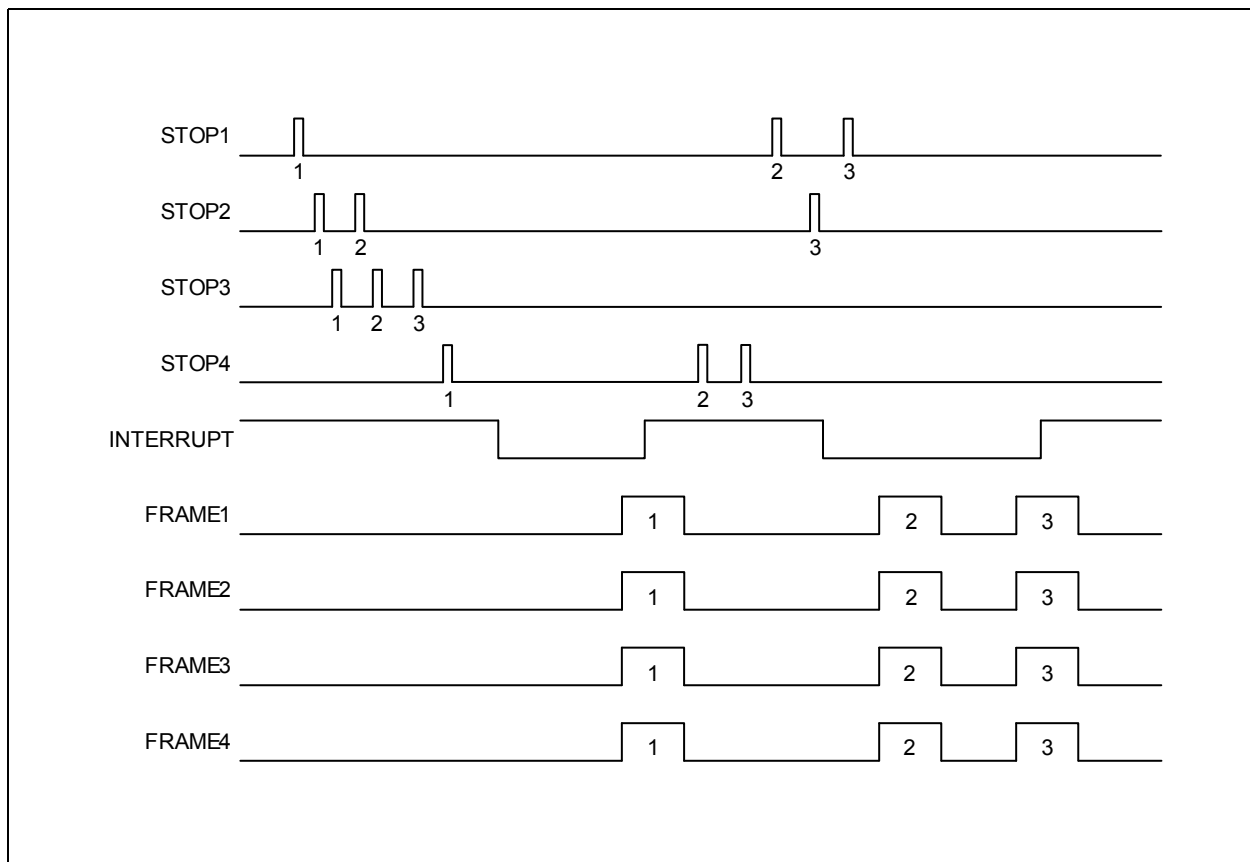 STOP1
1 2 3
STOP2
1 2 3
STOP3
1 2 3
STOP4
1 2 3
INTERRUPT
FRAME1 1 2 3
FRAME2 1 2 3
FRAME3 1 2 3
FRAME4 1 2 3